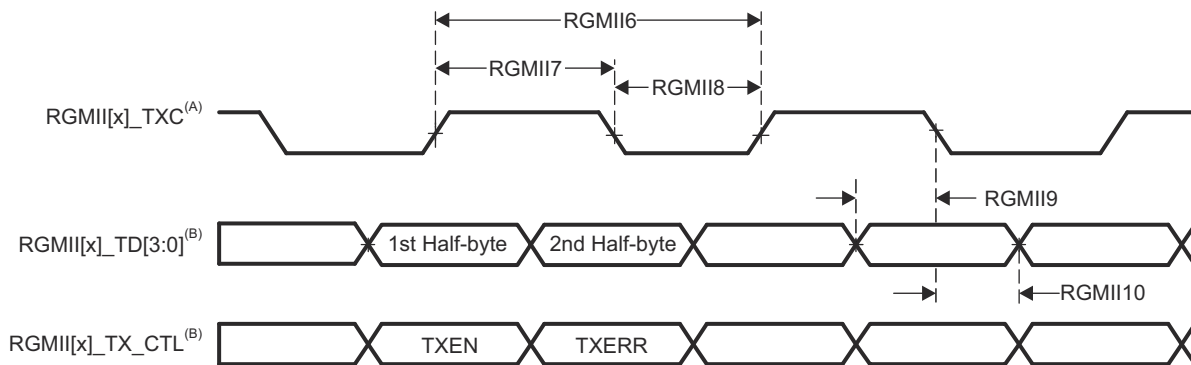 RGMII6
RGMII7
RGMII8
RGMII[x]_TXC(A)
RGMII9
RGMII[x]_TD[3:0](B)
1st Half-byte
2nd Half-byte
RGMII10
RGMII[x]_TX_CTL(B)
TXEN
TXERR